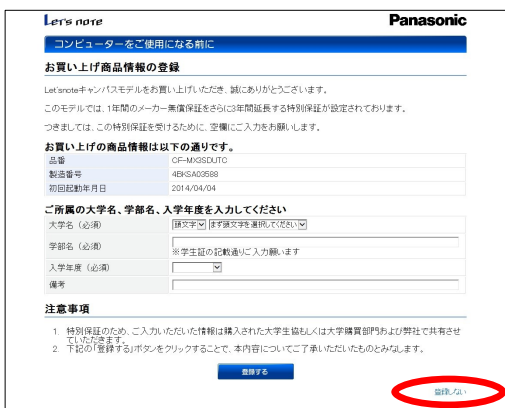 Let's note
Panasonic
コンピューターをご使用になる前に
お買い上げ商品情報の登録
Let'snoteキャンパスモデルをお買い上げいただき、誠にありがとうございます。
このモデルでは、1年間のメーカー無償保証をさらに3年間延長する特別保証が設定されております。
つきましては、この特別保証を受けるために、空欄にご入力をお願いします。
お買い上げの商品情報は以下の通りです。
品番 CF-MX3SDUTC
製造番号 4BKSA03588
初回起動年月日 2014/04/04
ご所属の大学名、学部名、入学年度を入力してください
大学名（必須） 頭文字 まず頭文字を選択してください
学部名（必須）
※学生証の記載通りご入力願います
入学年度（必須）
備考
注意事項
1. 特別保証のため、ご入力いただいた情報は購入された大学生協もしくは大学購買部門および弊社で共有させ
ていただきます。
2. 下記の「登録する」ボタンをクリックすることで、本内容についてご了承いただいたものとみなします。
登録する
登録しない